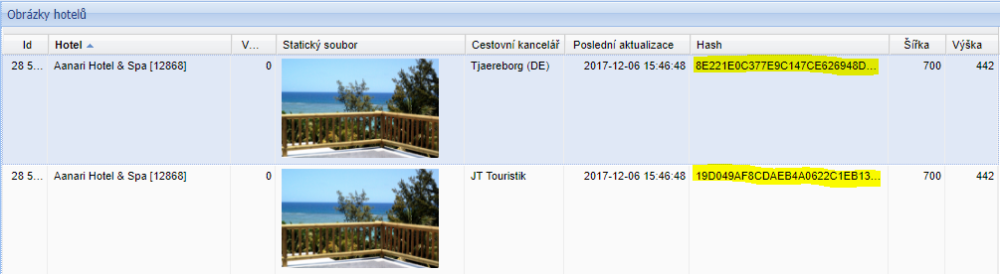 Obrázky hotelů
Id Hotel V... Statický soubor Cestovní kancelář Poslední aktualizace Hash Šířka Výška
28 5... Aanari Hotel & Spa [12868] 0 Tjaereborg (DE) 2017-12-06 15:46:48 8E221E0C377E9C147CE626948D... 700 442
28 5... Aanari Hotel & Spa [12868] 0 JT Touristik 2017-12-06 15:46:48 19D049AF8CDAEB4A0622C1EB13... 700 442